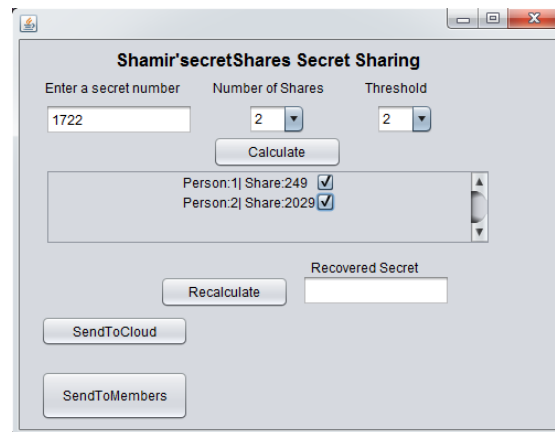 Shamir'secretShares Secret Sharing
Enter a secret number Number of Shares Threshold
1722 2 2
Calculate
Person:1| Share:249
Person:2| Share:2029
Recovered Secret
Recalculate
SendToCloud
SendToMembers